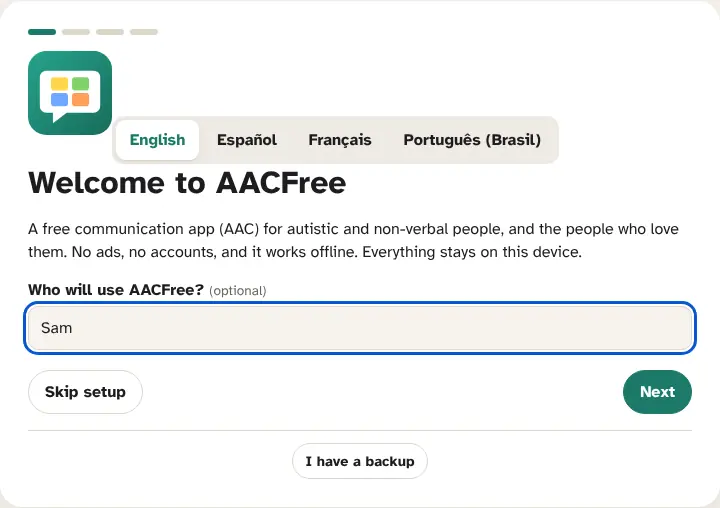 English Español Français Português (Brasil)
Welcome to AACFree
A free communication app (AAC) for autistic and non-verbal people, and the people who love
them. No ads, no accounts, and it works offline. Everything stays on this device.
Who will use AACFree? (optional)
Sam
Skip setup Next
I have a backup